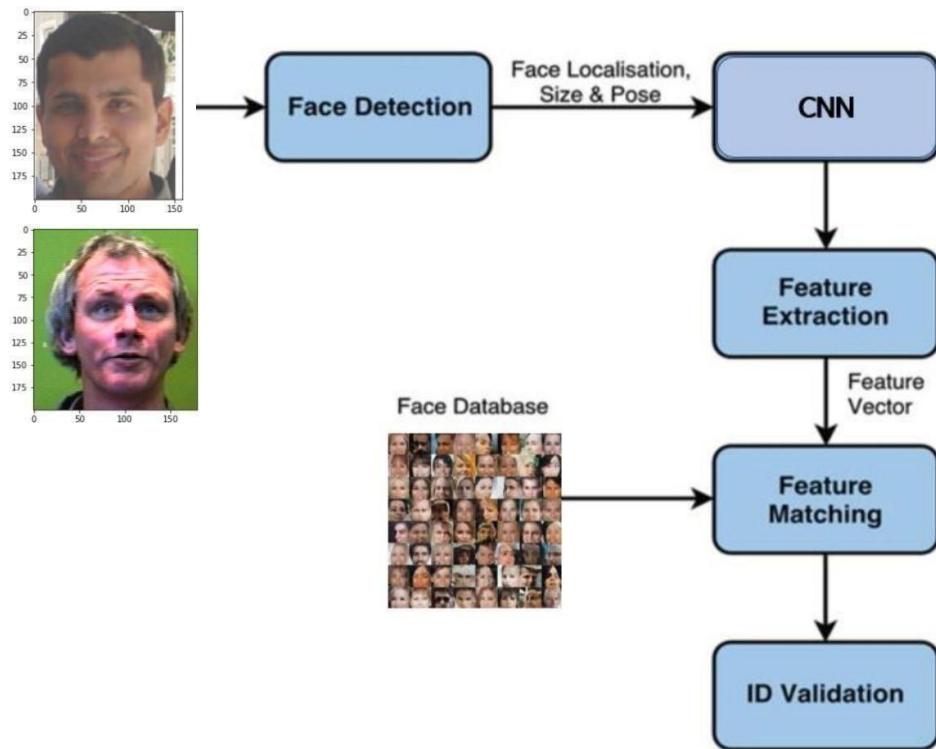 0
25
50
75
100
125
150
175
0 50 100 150
0
25
50
75
100
125
150
175
0 50 100 150
Face Detection
Face Localisation,
Size & Pose
CNN
Feature
Extraction
Feature
Vector
Face Database
Feature
Matching
ID Validation